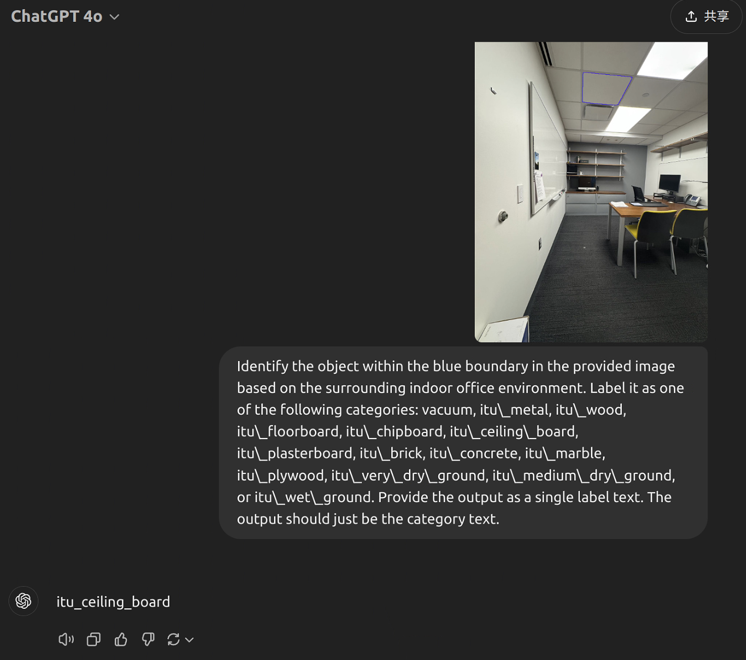 ChatGPT 4o
共享
Identify the object within the blue boundary in the provided image
based on the surrounding indoor office environment. Label it as one
of the following categories: vacuum, itu\_metal, itu\_wood,
itu\_floorboard, itu\_chipboard, itu\_ceiling\_board,
itu\_plasterboard, itu\_brick, itu\_concrete, itu\_marble,
itu\_plywood, itu\_very\_dry\_ground, itu\_medium\_dry\_ground,
or itu\_wet\_ground. Provide the output as a single label text. The
output should just be the category text.
itu_ceiling_board